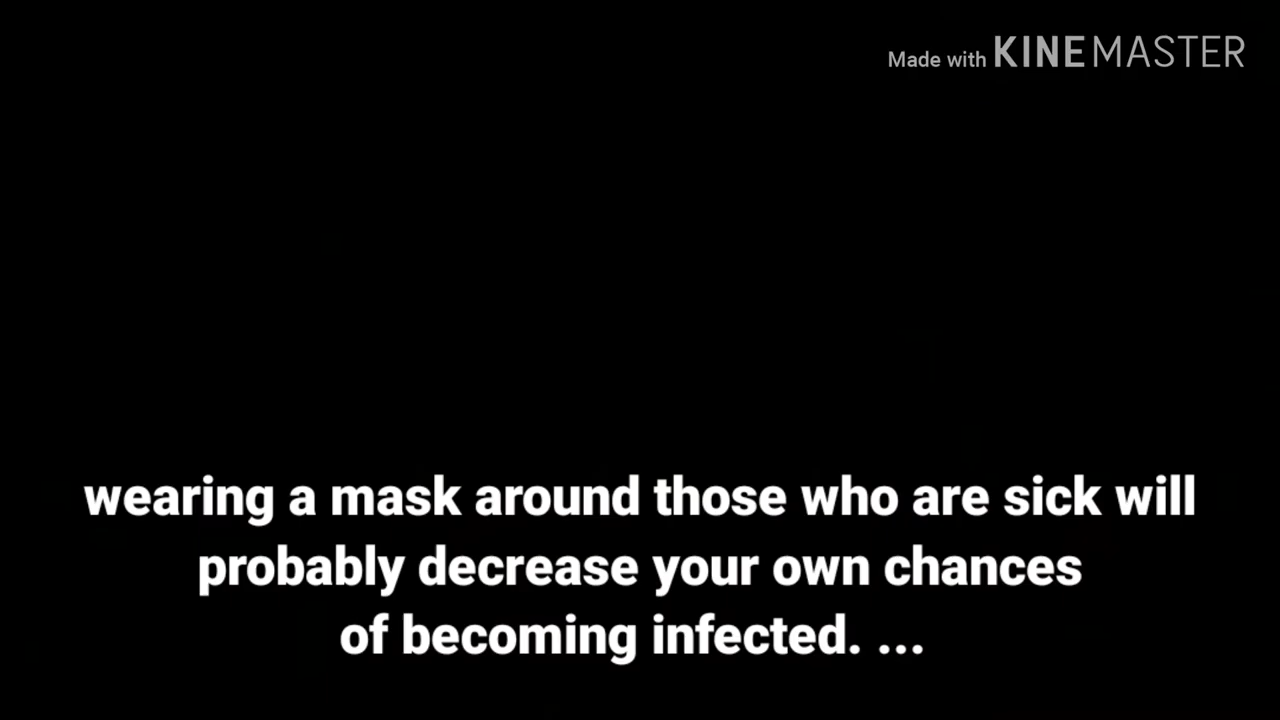 Made with KINEMASTER
wearing a mask around those who are sick will
probably decrease your own chances
of becoming infected. ...